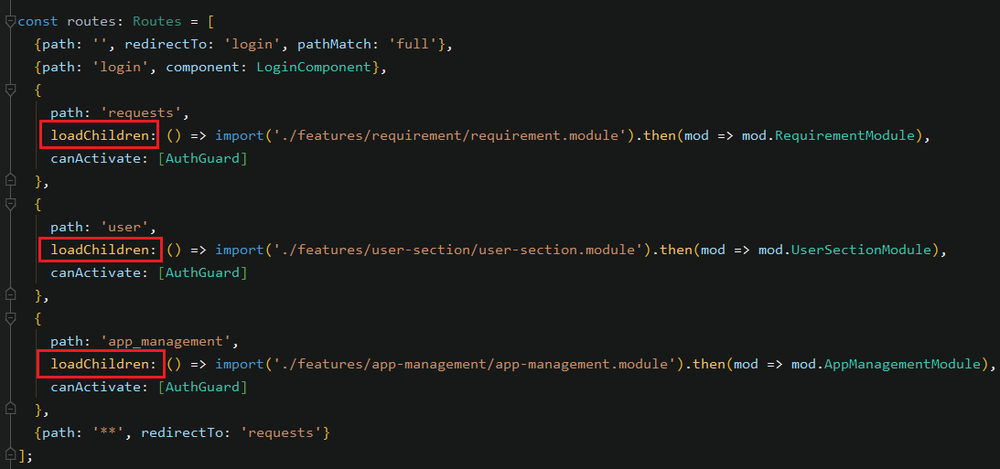 const routes: Routes = [
{path: '', redirectTo: 'login', pathMatch: 'full'},
{path: 'login', component: LoginComponent},
{
path: 'requests',
loadChildren: () => import('./features/requirement/requirement.module').then(mod => mod.RequirementModule),
canActivate: [AuthGuard]
},
{
path: 'user',
loadChildren: () => import('./features/user-section/user-section.module').then(mod => mod.UserSectionModule),
canActivate: [AuthGuard]
},
{
path: 'app_management',
loadChildren: () => import('./features/app-management/app-management.module').then(mod => mod.AppManagementModule),
canActivate: [AuthGuard]
},
{path: '**', redirectTo: 'requests'}
];